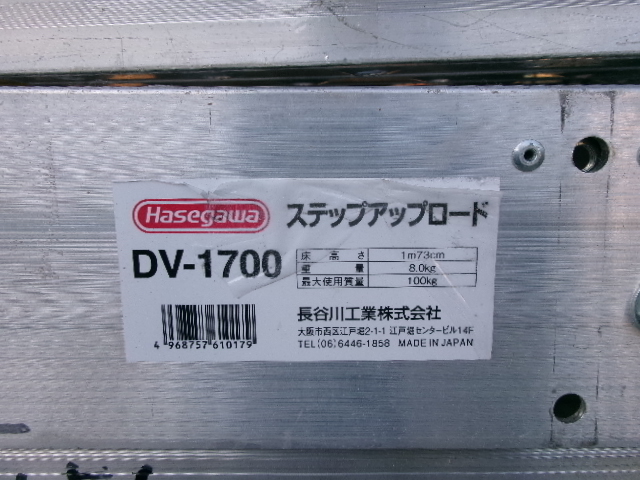 Hasegawa ステップアップロード
DV-1700
床高さ 1m73cm
重量 8.0kg
最大使用質量 100kg
長谷川工業株式会社
大阪市西区江戸堀2-1-1 江戸堀センタービル14F
TEL(06)6446-1858 MADE IN JAPAN
4 968757 610179